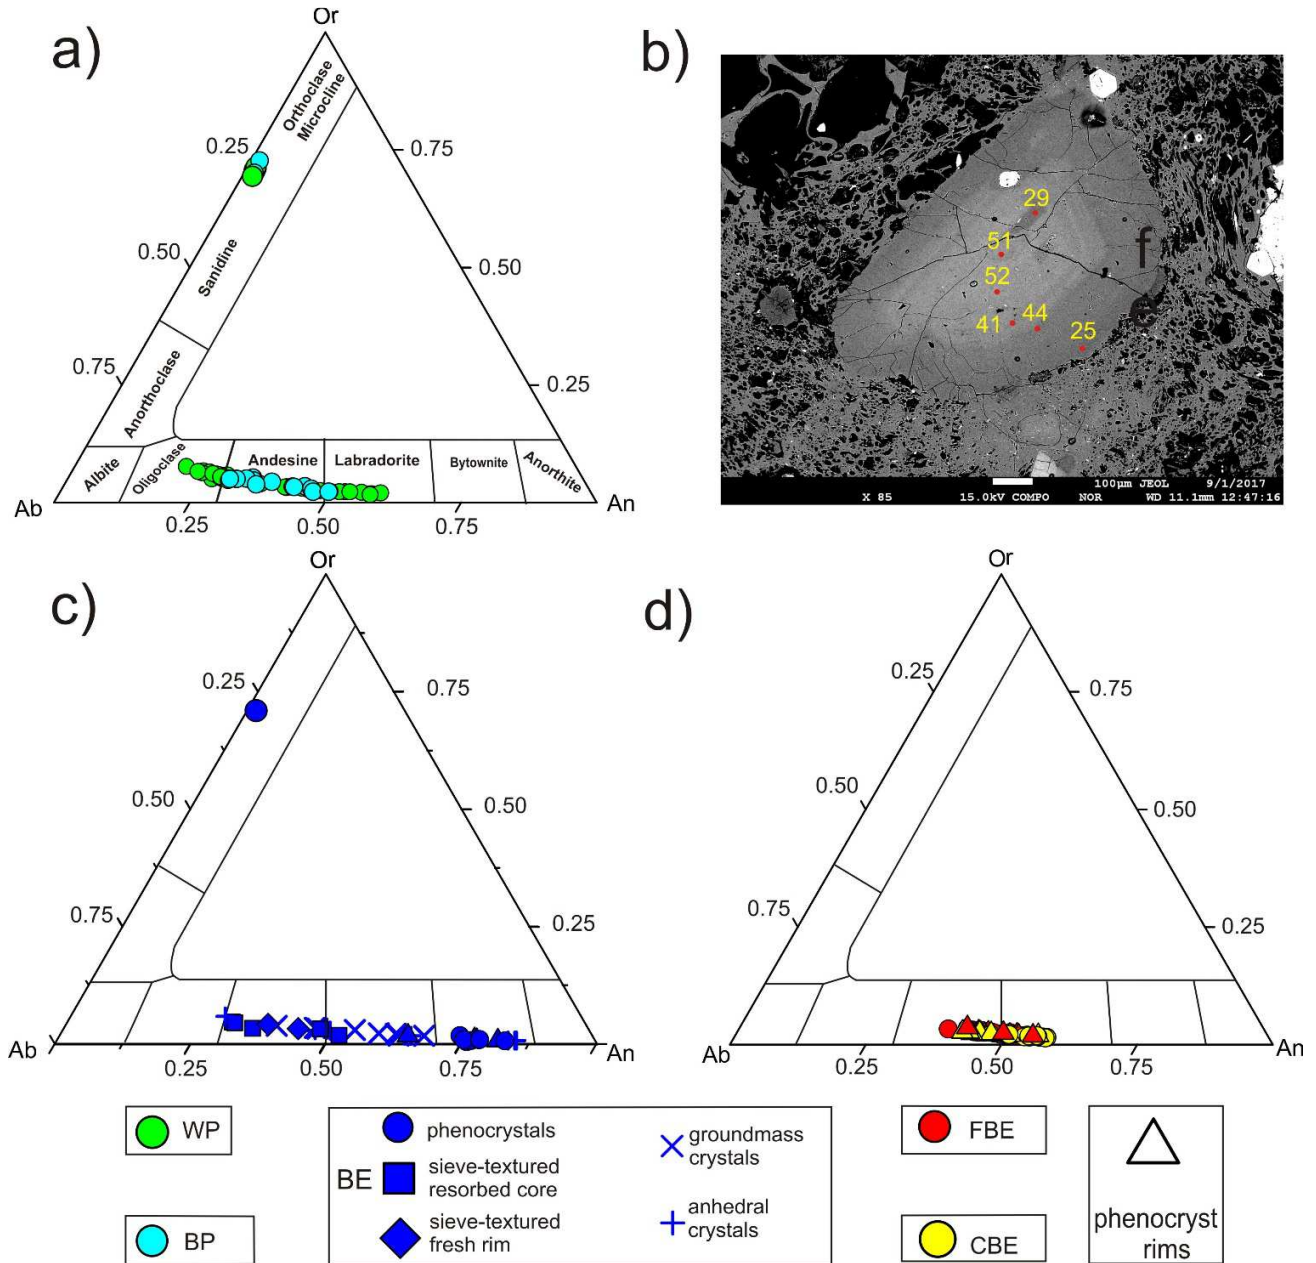 a)
Or
Orthoclase
Microcline
0.25
0.75
0.50
Sanidine
0.50
0.75
Anorthoclase
0.25
Albite
Oligoclase
Andesine
Labradorite
Bytownite
Anorthite
Ab
An
0.25
0.50
0.75
b)
29
51
52
41
44
25
f
e
100µm JEOL
9/1/2017
X 85
15.0kV COMPO
NOR
WD 11.1mm 12:47:16
c)
Or
0.25
0.75
0.50
0.50
0.75
0.25
Ab
An
0.25
0.50
0.75
d)
Or
0.25
0.75
0.50
0.50
0.75
0.25
Ab
An
0.25
0.50
0.75
WP
BP
BE
phenocrystals
sieve-textured
resorbed core
sieve-textured
fresh rim
groundmass
crystals
anhedral
crystals
FBE
CBE
phenocryst
rims